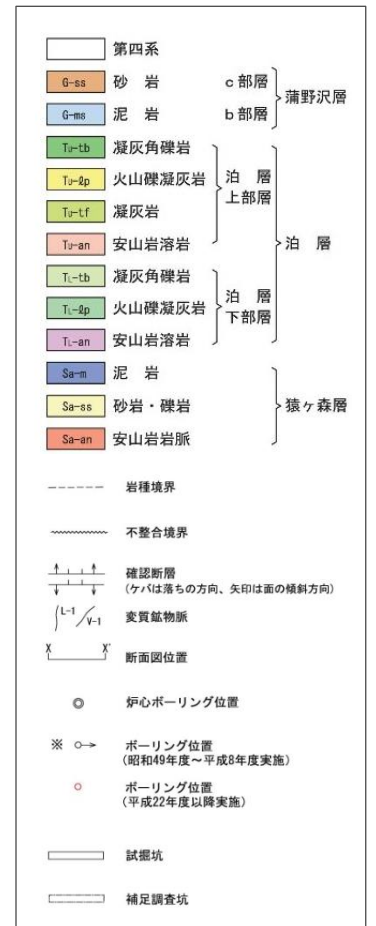 第四系
G-ss 砂 岩 c部層
G-ms 泥 岩 b部層
蒲野沢層
Tᴜ-tb 凝灰角礫岩
Tᴜ-ℓp 火山礫凝灰岩
Tᴜ-tf 凝灰岩
Tᴜ-an 安山岩溶岩
泊 層
上部層
Tʟ-tb 凝灰角礫岩
Tʟ-ℓp 火山礫凝灰岩
Tʟ-an 安山岩溶岩
泊 層
下部層
泊 層
Sa-m 泥 岩
Sa-ss 砂岩・礫岩
Sa-an 安山岩岩脈
猿ヶ森層
岩種境界
不整合境界
確認断層
(ケバは落ちの方向、矢印は面の傾斜方向)
L-1 V-1 変質鉱物脈
X X' 断面図位置
炉心ボーリング位置
※ ボーリング位置
(昭和49年度～平成8年度実施)
ボーリング位置
(平成22年度以降実施)
試掘坑
補足調査坑